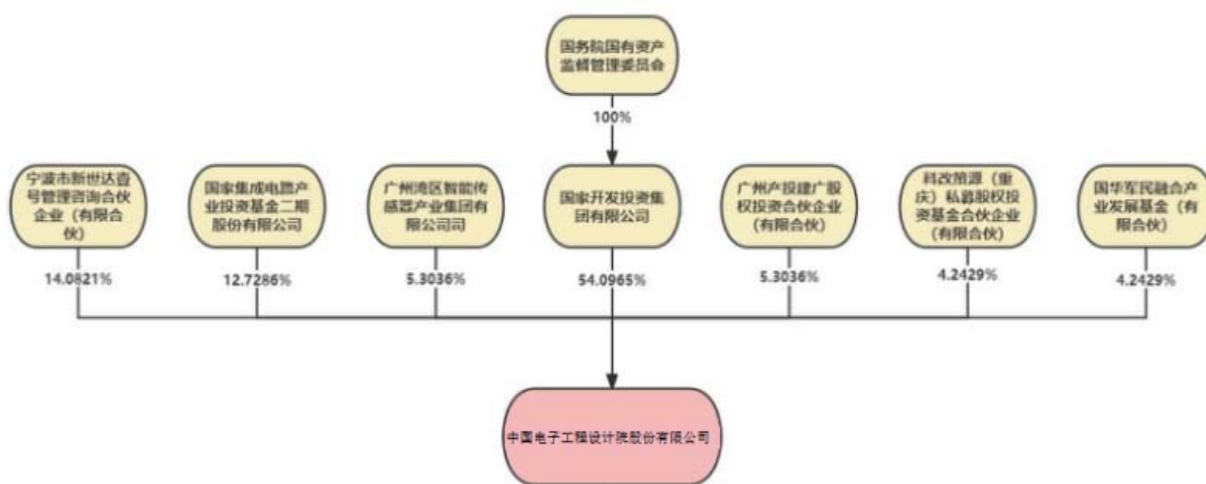 国务院国有资产
监督管理委员会
100%
宁波市新世达壹
号管理咨询合伙
企业（有限合
伙）
国家集成电路产
业投资基金二期
股份有限公司
广州湾区智能传
感器产业集团有
限公司司
国家开发投资集
团有限公司
广州产投建广股
权投资合伙企业
（有限合伙）
科改策源（重
庆）私募股权投
资基金合伙企业
（有限合伙）
国华军民融合产
业发展基金（有
限合伙）
14.0821%
12.7286%
5.3036%
54.0965%
5.3036%
4.2429%
4.2429%
中国电子工程设计院股份有限公司